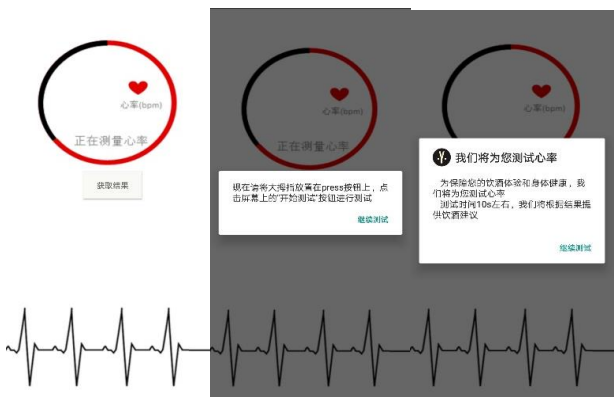 心率(bpm)
正在测量心率
获取结果
心率(bpm)
正在测量心率
现在请将大拇指放置在press按钮上，点
击屏幕上的“开始测试”按钮进行测试
继续测试
心率(bpm)
我们将为您测试心率
为保障您的饮酒体验和身体健康，我
们将为您测试心率
测试时间10s左右，我们将根据结果提
供饮酒建议
继续测试